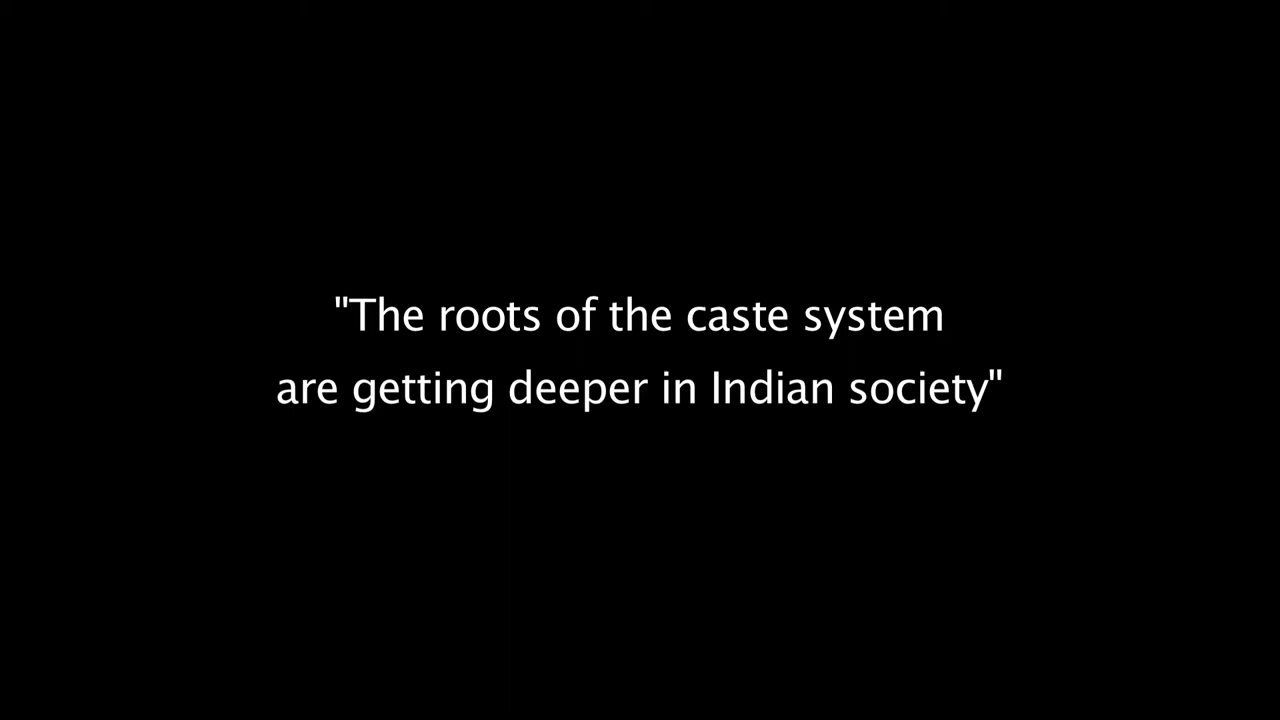 "The roots of the caste system
are getting deeper in Indian society"